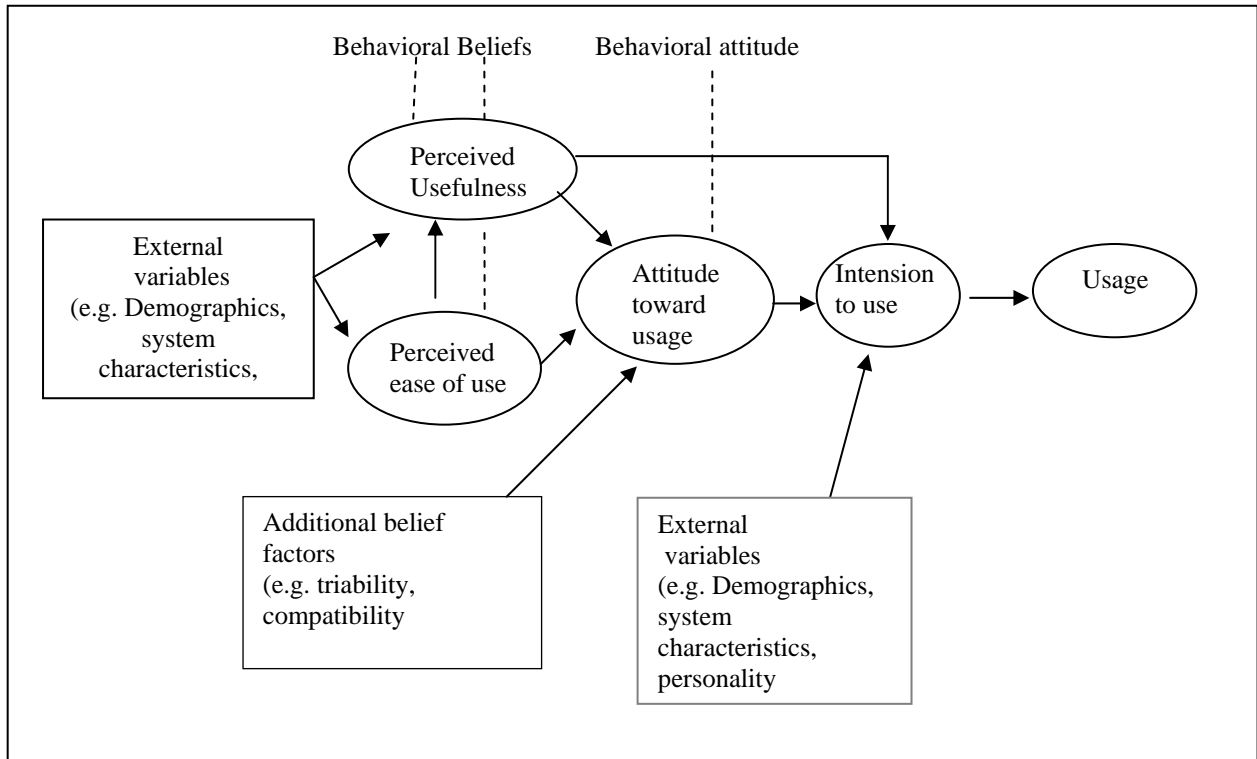 Behavioral Beliefs
Behavioral attitude
Perceived
Usefulness
External
variables
(e.g. Demographics,
system
characteristics,
Perceived
ease of use
Attitude
toward
usage
Intension
to use
Usage
Additional belief
factors
(e.g. triability,
compatibility
External
variables
(e.g. Demographics,
system
characteristics,
personality